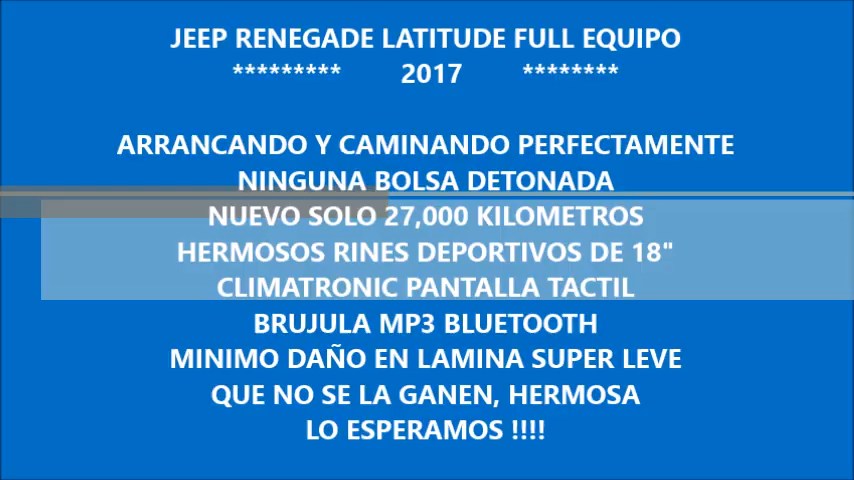 JEEP RENEGADE LATITUDE FULL EQUIPO
********* 2017 ********
ARRANCANDO Y CAMINANDO PERFECTAMENTE
NINGUNA BOLSA DETONADA
NUEVO SOLO 27,000 KILOMETROS
HERMOSOS RINES DEPORTIVOS DE 18"
CLIMATRONIC PANTALLA TACTIL
BRUJULA MP3 BLUETOOTH
MINIMO DAÑO EN LAMINA SUPER LEVE
QUE NO SE LA GANEN, HERMOSA
LO ESPERAMOS !!!!